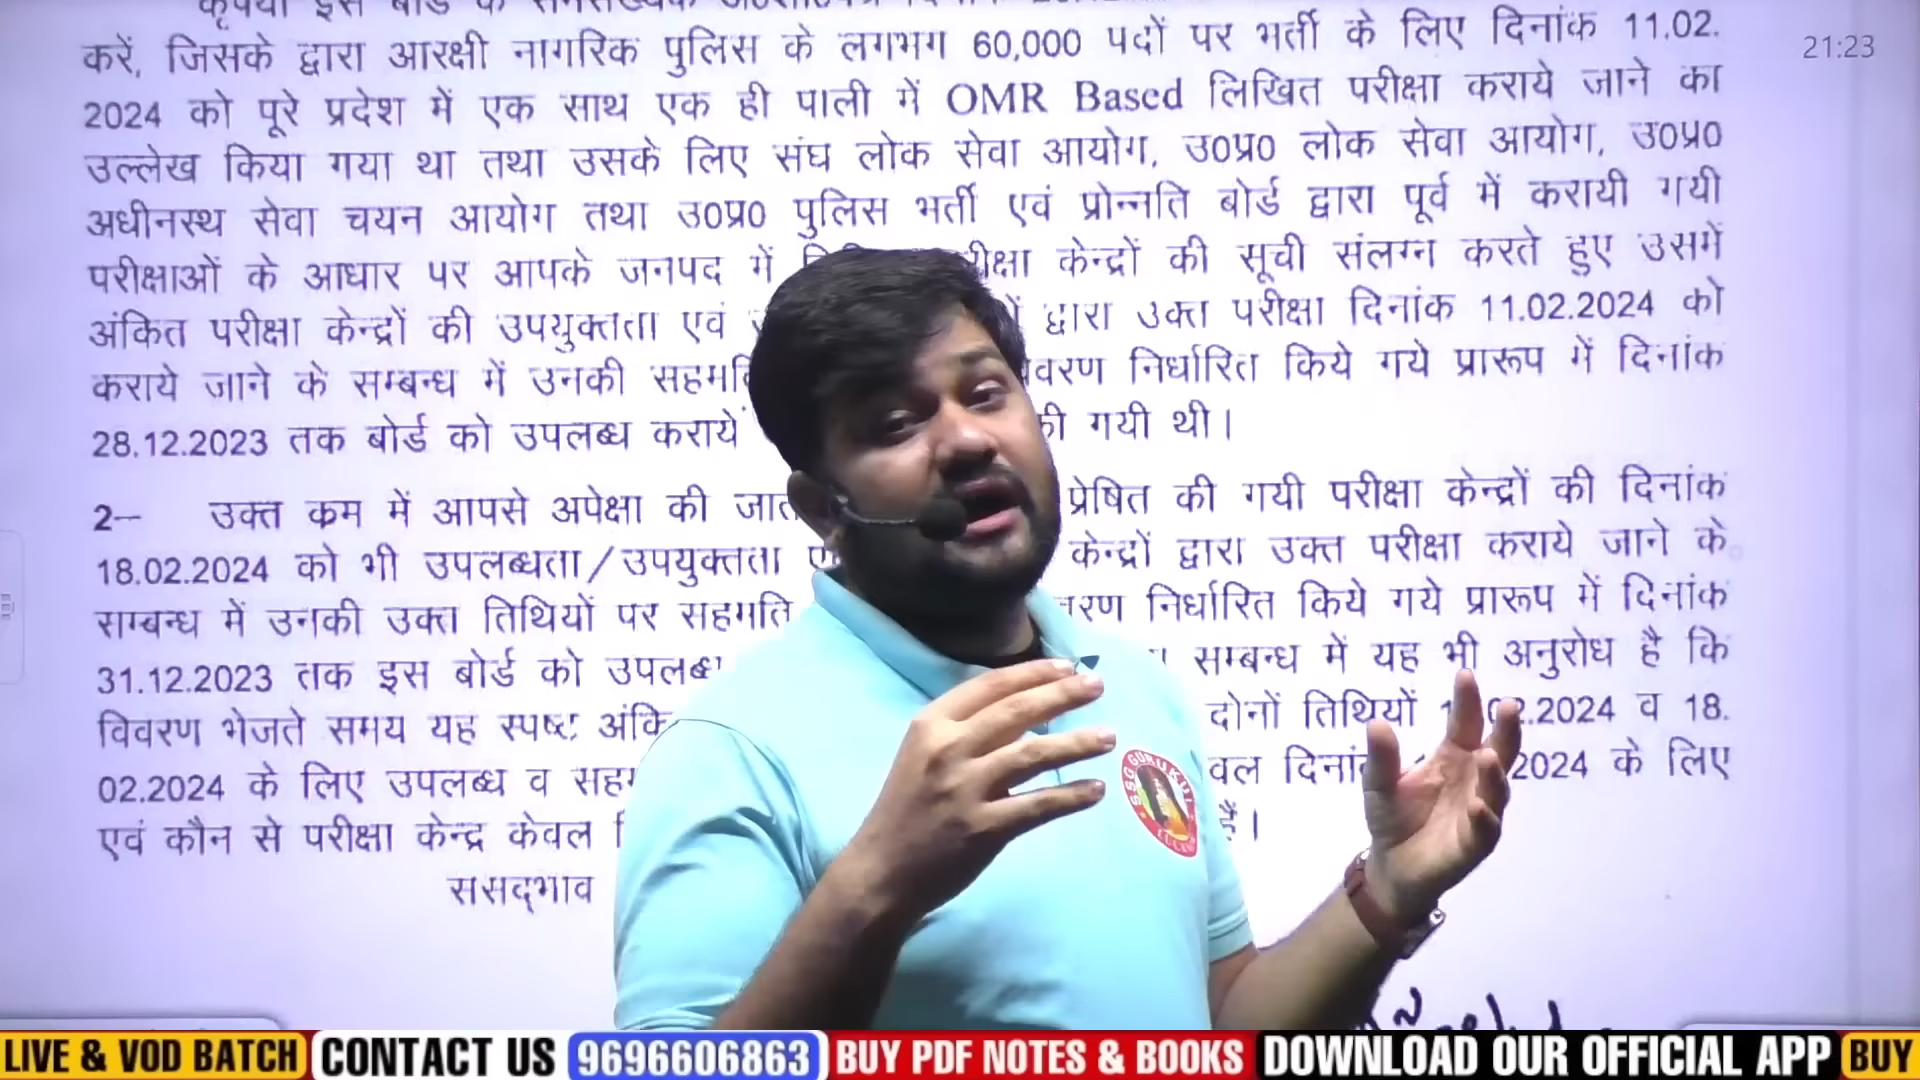 कृपया इस बोर्ड के
करें, जिसके द्वारा आरक्षी नागरिक पुलिस के लगभग 60,000 पदों पर भर्ती के लिए दिनांक 11.02.
21:23
2024 को पूरे प्रदेश में एक साथ एक ही पाली में OMR Based लिखित परीक्षा कराये जाने का
उल्लेख किया गया था तथा उसके लिए संघ लोक सेवा आयोग, उ0प्र0 लोक सेवा आयोग, उ0प्र0
अधीनस्थ सेवा चयन आयोग तथा उ0प्र0 पुलिस भर्ती एवं प्रोन्नति बोर्ड द्वारा पूर्व में करायी गयी
परीक्षाओं के आधार पर आपके जनपद में केन्द्रों की सूची संलग्न करते हुए उसमें
अंकित परीक्षा केन्द्रों की उपयुक्तता एवं द्वारा उक्त परीक्षा दिनांक 11.02.2024 को
कराये जाने के सम्बन्ध में उनकी निर्धारित किये गये प्रारूप में दिनांक
28.12.2023 तक बोर्ड को उपलब्ध कराये गयी थी।
2– उक्त क्रम में आपसे अपेक्षा की प्रेषित की गयी परीक्षा केन्द्रों की दिनांक
18.02.2024 को भी उपलब्धता/उपयुक्तता केन्द्रों द्वारा उक्त परीक्षा कराये जाने के
सम्बन्ध में उनकी उक्त तिथियों पर सहमति निर्धारित किये गये प्रारूप में दिनांक
31.12.2023 तक इस बोर्ड को सम्बन्ध में यह भी अनुरोध है कि
विवरण भेजते समय यह स्पष्ट दोनों तिथियों .2024 व 18.
02.2024 के लिए उपलब्ध व 2024 के लिए
एवं कौन से परीक्षा केन्द्र केवल हैं।
ससद्भाव
SSG GURUKUL
LIVE & VOD BATCH CONTACT US 9696606863 BUY PDF NOTES & BOOKS DOWNLOAD OUR OFFICIAL APP BUY